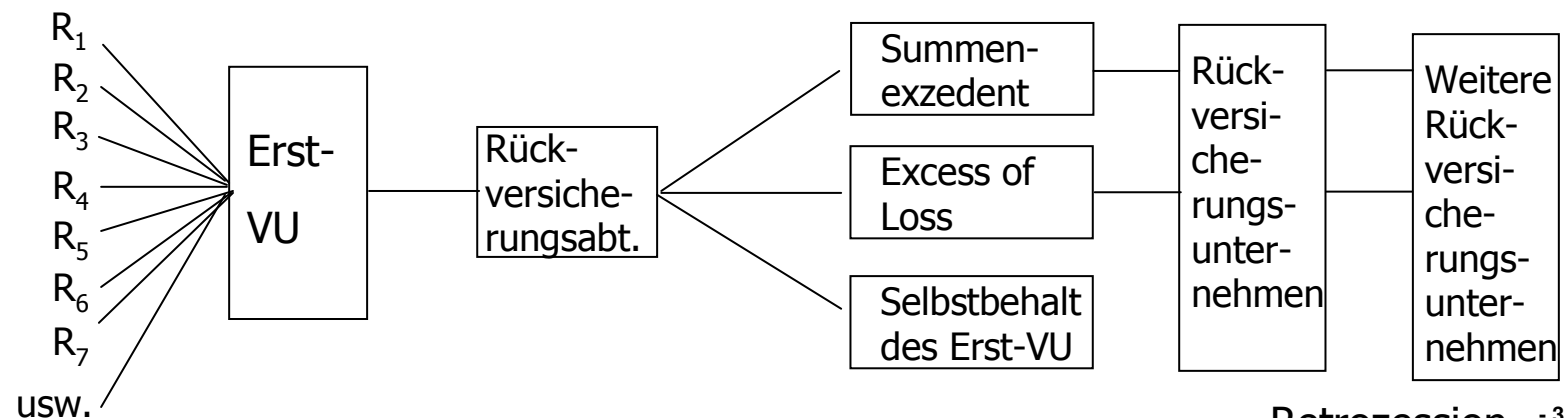 R1
R2
R3
R4
R5
R6
R7
usw.
Erst-
VU
Rück-
versiche-
rungsabt.
Summen-
exzedent
Excess of
Loss
Selbstbehalt
des Erst-VU
Rück-
versi-
che-
rungs-
unter-
nehmen
Weitere
Rück-
versi-
che-
rungs-
unter-
nehmen